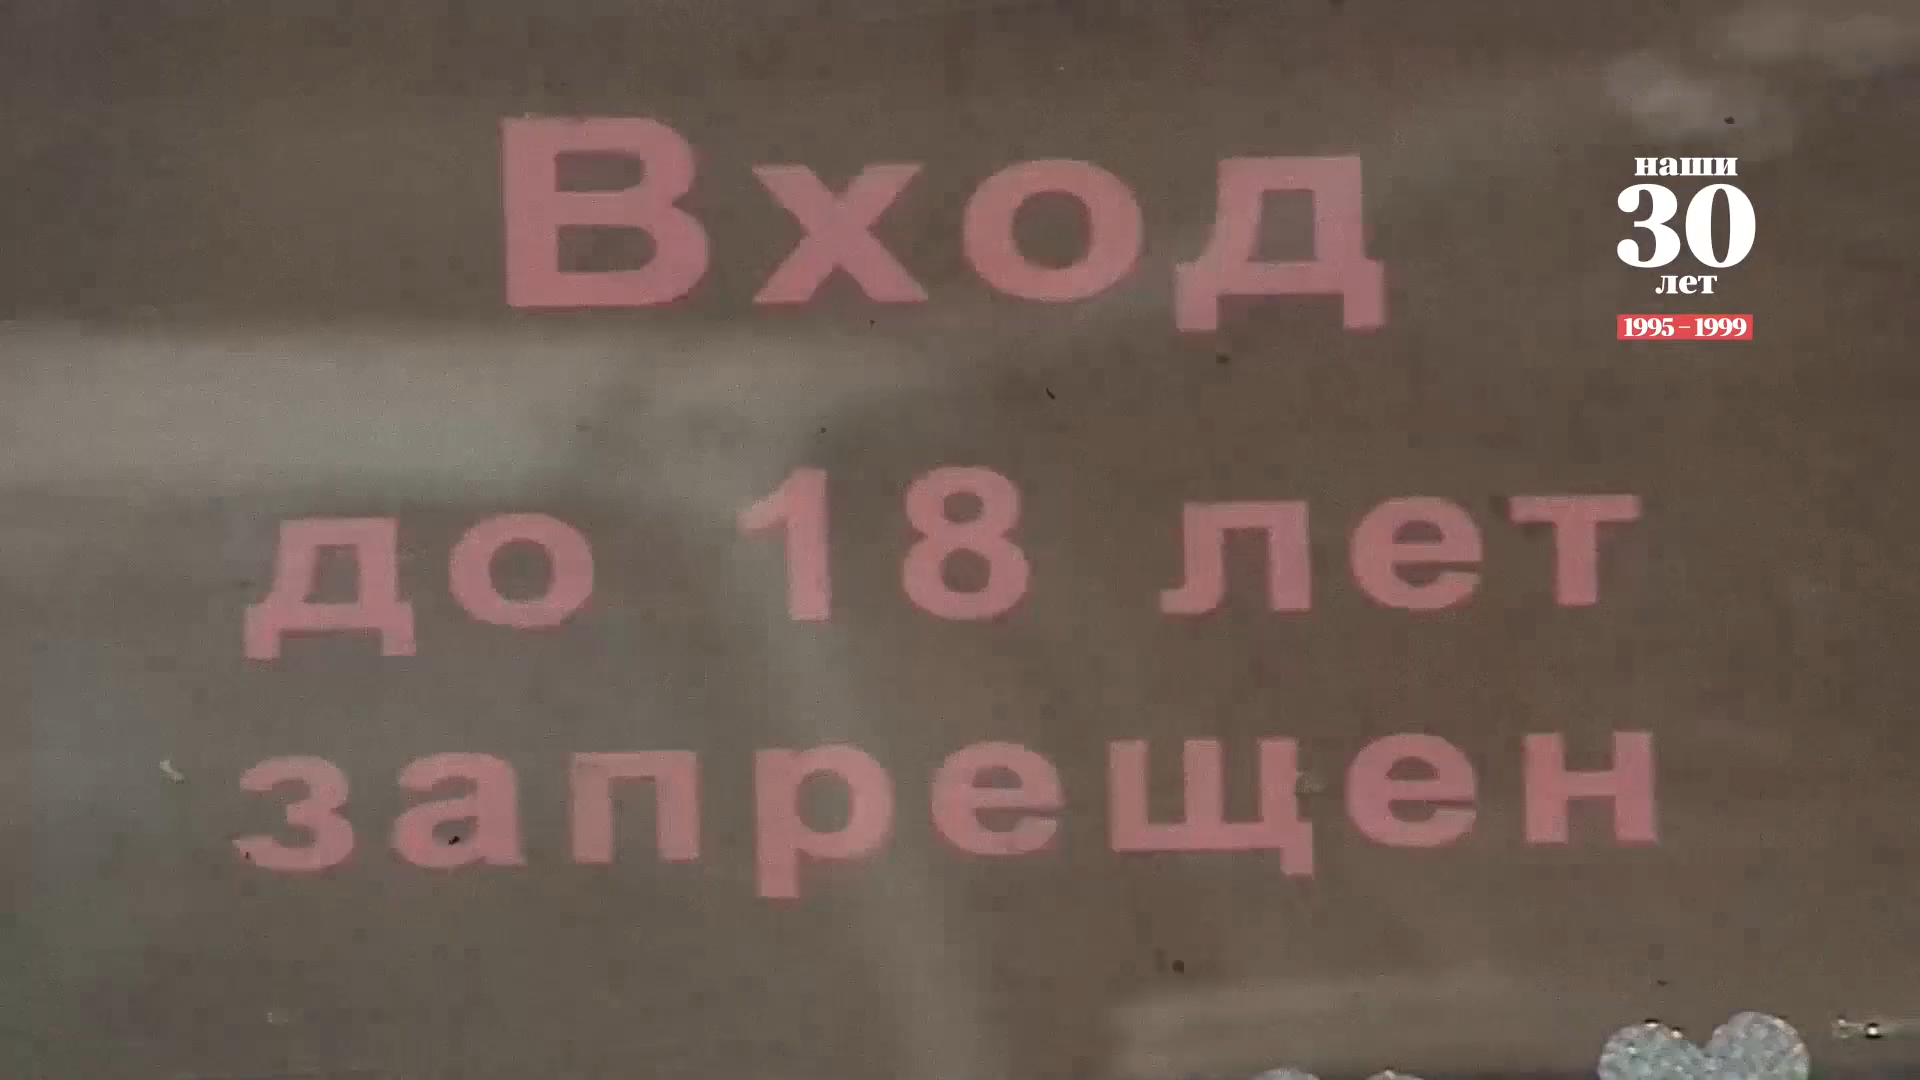 Вход
до 18 лет
запрещен
наши
30
лет
1995 – 1999